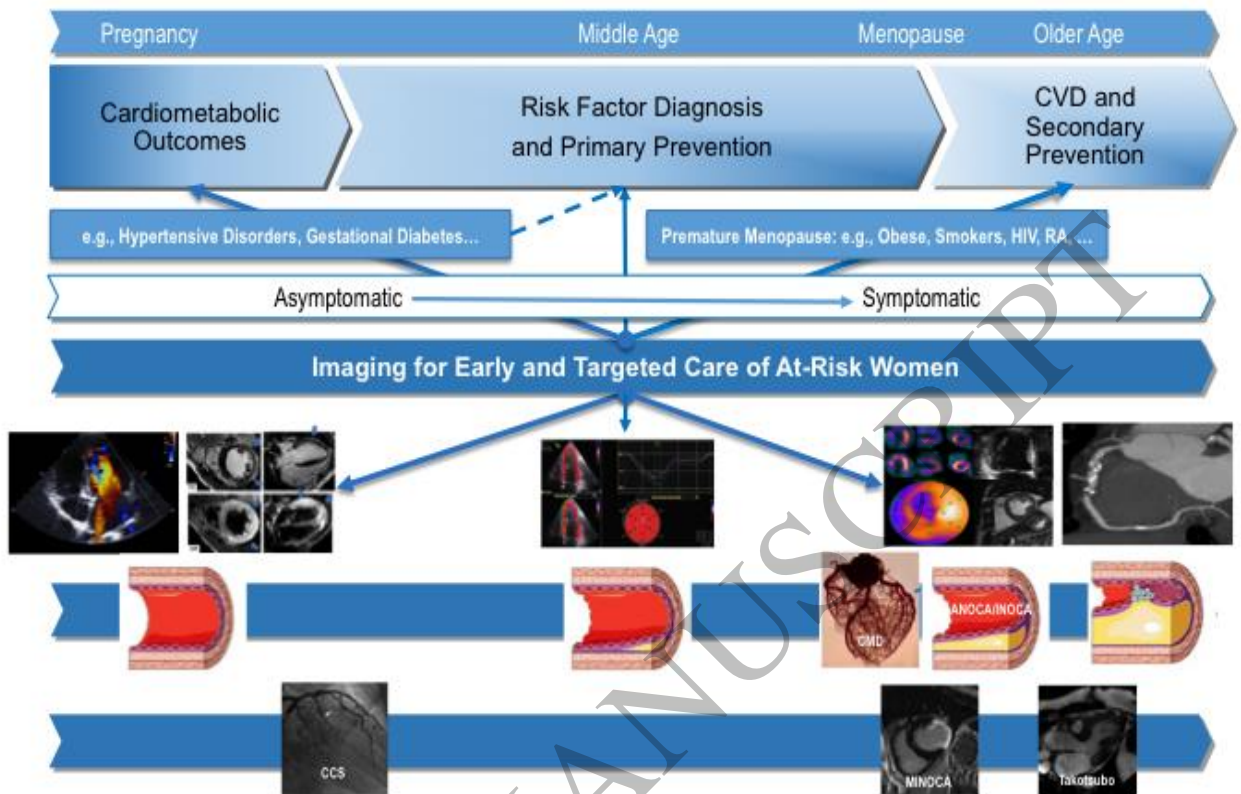 Pregnancy Middle Age Menopause Older Age
Cardiometabolic
Outcomes
Risk Factor Diagnosis
and Primary Prevention
CVD and
Secondary
Prevention
e.g., Hypertensive Disorders, Gestational Diabetes...
Premature Menopause: e.g., Obese, Smokers, HIV, RA, ...
Asymptomatic Symptomatic
Imaging for Early and Targeted Care of At-Risk Women
CMD
ANOCA/INOCA
CCS
MINOCA
Takotsubo
MANUSCRIPT